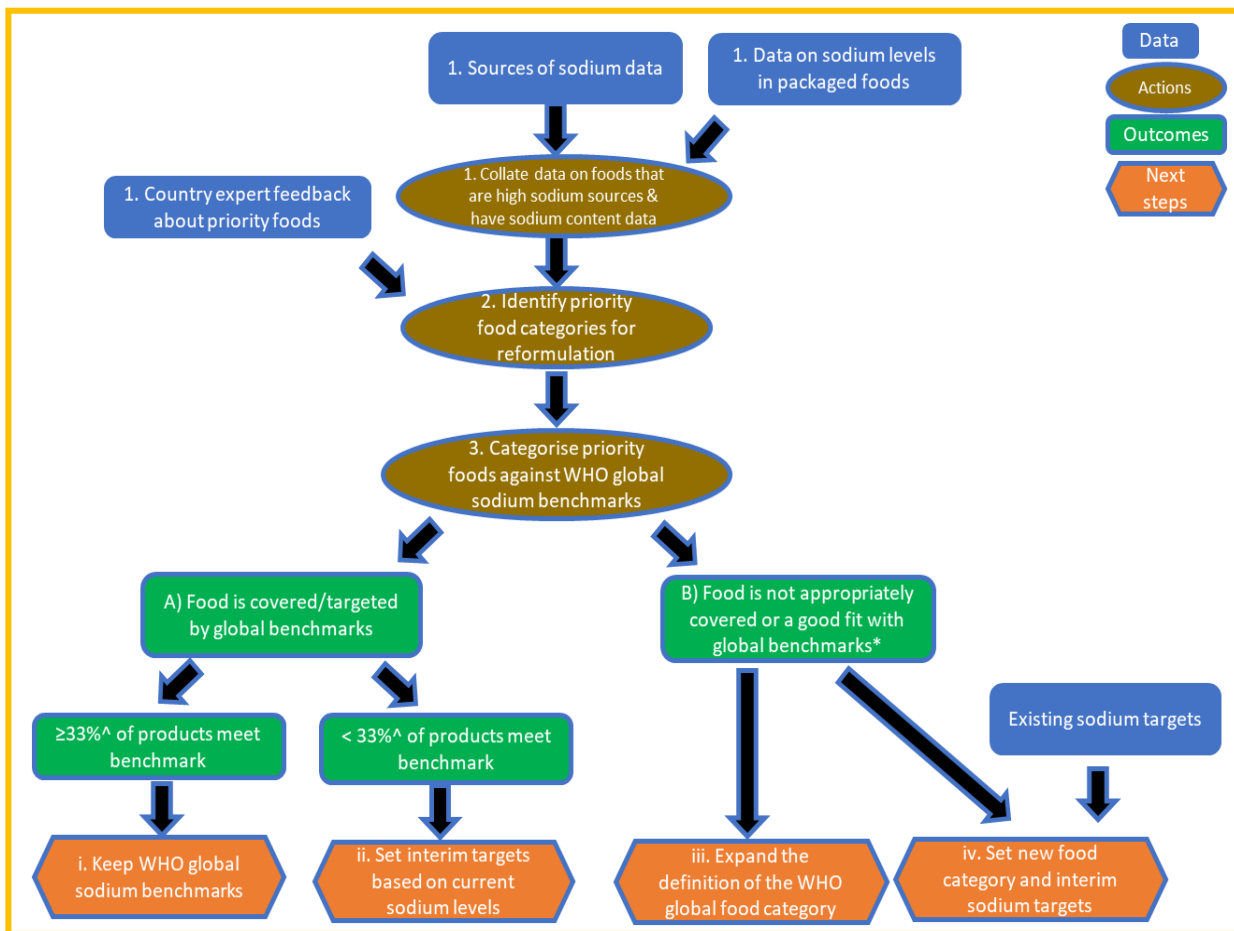 1. Sources of sodium data
1. Data on sodium levels
in packaged foods
Data
Actions
Outcomes
Next
steps
1. Collate data on foods that
are high sodium sources &
have sodium content data
1. Country expert feedback
about priority foods
2. Identify priority
food categories for
reformulation
3. Categorise priority
foods against WHO global
sodium benchmarks
A) Food is covered/targeted
by global benchmarks
B) Food is not appropriately
covered or a good fit with
global benchmarks*
≥33%^ of products meet
benchmark
< 33%^ of products meet
benchmark
Existing sodium targets
i. Keep WHO global
sodium benchmarks
ii. Set interim targets
based on current
sodium levels
iii. Expand the
definition of the WHO
global food category
iv. Set new food
category and interim
sodium targets